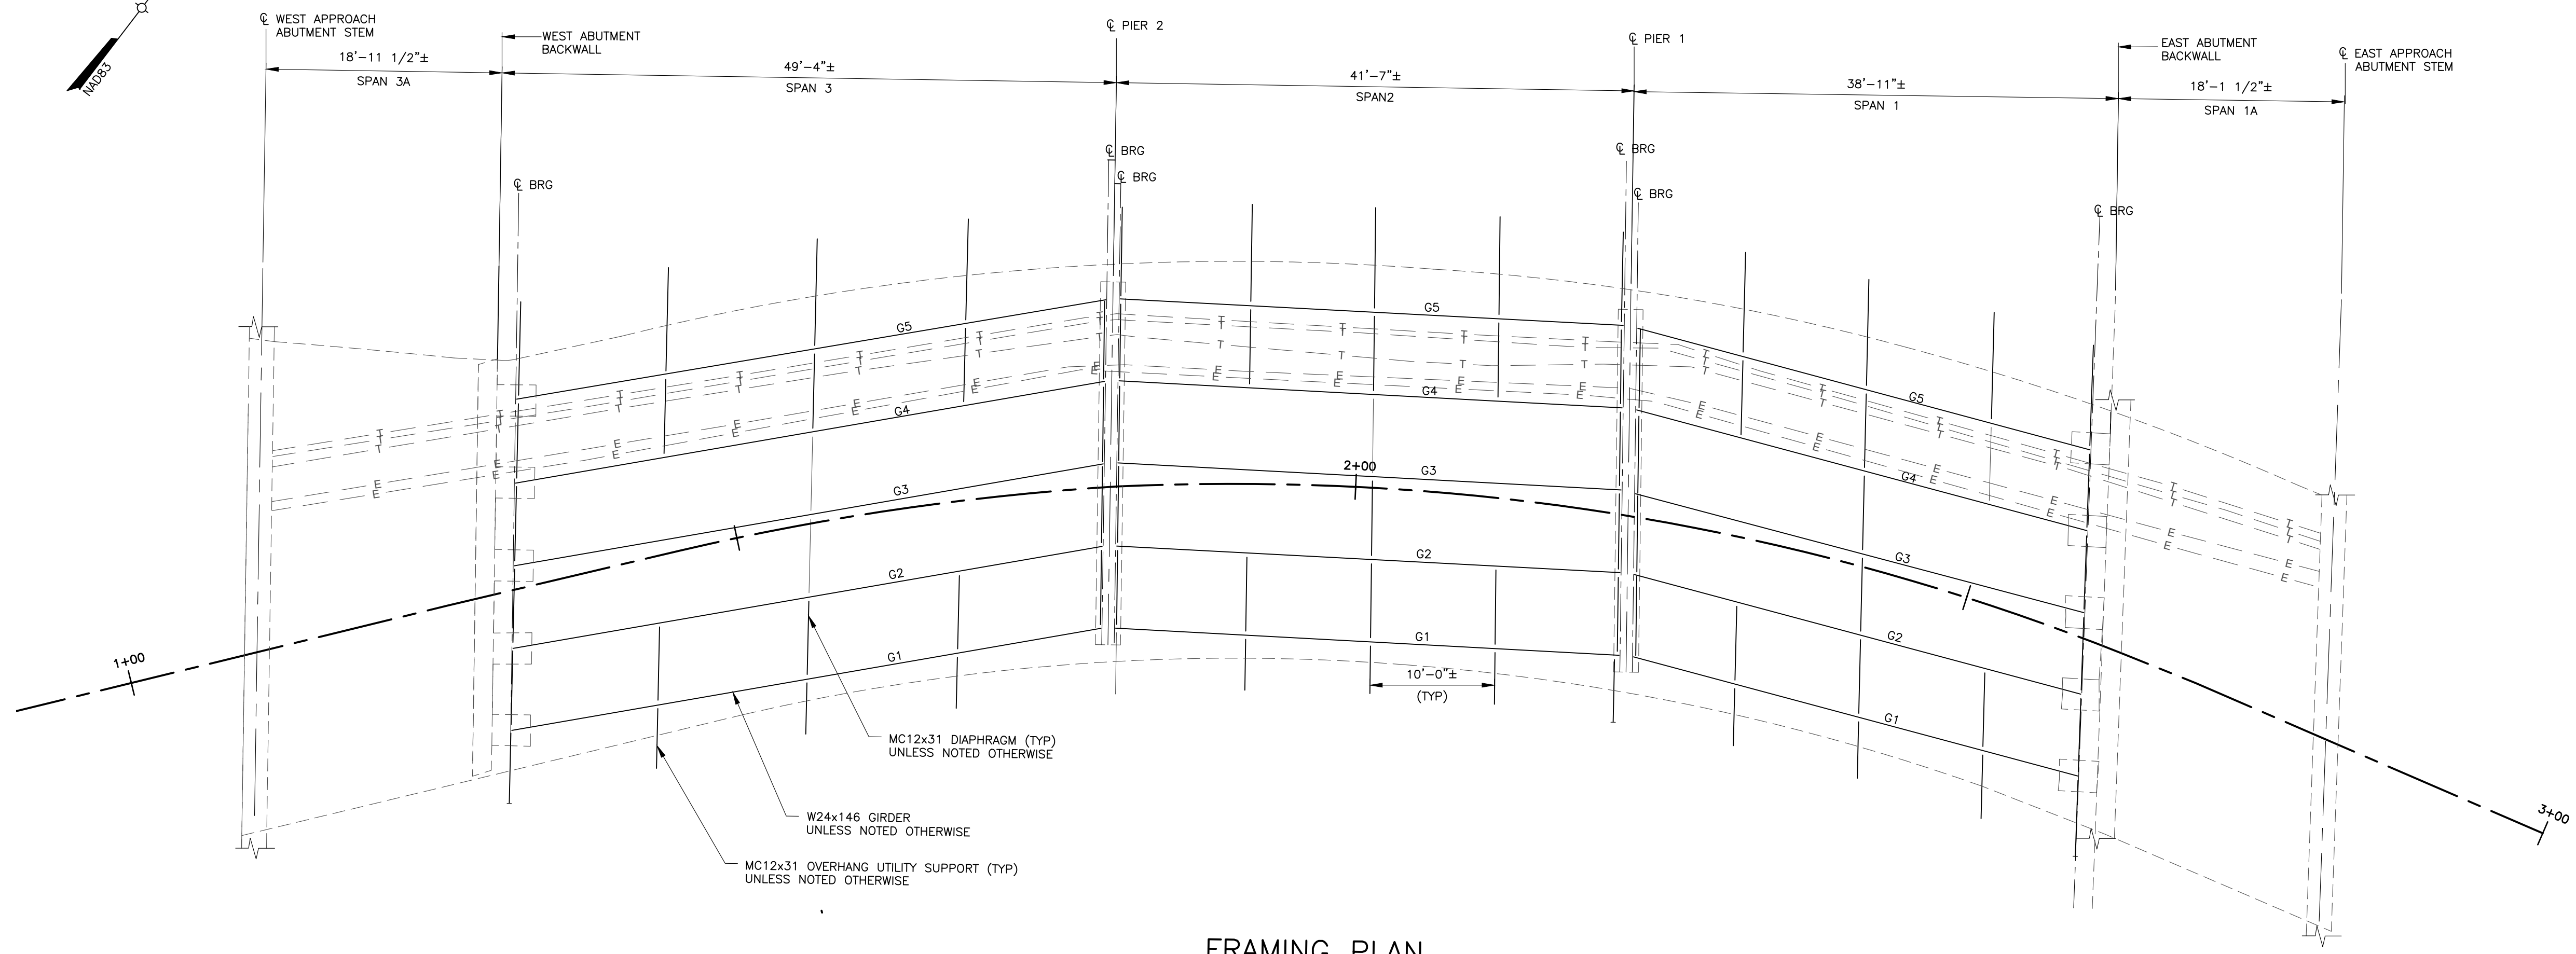 ℄ WEST APPROACH
ABUTMENT STEM
WEST ABUTMENT
BACKWALL
℄ PIER 2
℄ PIER 1
EAST ABUTMENT
BACKWALL
℄ EAST APPROACH
ABUTMENT STEM
NAD83
18'-11 1/2"±
SPAN 3A
49'-4"±
SPAN 3
41'-7"±
SPAN2
38'-11"±
SPAN 1
18'-1 1/2"±
SPAN 1A
℄ BRG
℄ BRG
℄ BRG
℄ BRG
℄ BRG
℄ BRG
G5
G5
G5
G4
G4
G4
G3
G3
G3
G2
G2
G2
G1
G1
G1
T T T T T T T T T T T T T T T T T
T T T T T T T T T T T T T T T T T
T T T T T T T T T T T T T T T T T
E E E E E E E E E E E E E E E E E
E E E E E E E E E E E E E E E E E
1+00
2+00
3+00
10'-0"±
(TYP)
MC12x31 DIAPHRAGM (TYP)
UNLESS NOTED OTHERWISE
W24x146 GIRDER
UNLESS NOTED OTHERWISE
MC12x31 OVERHANG UTILITY SUPPORT (TYP)
UNLESS NOTED OTHERWISE
FRAMING PLAN